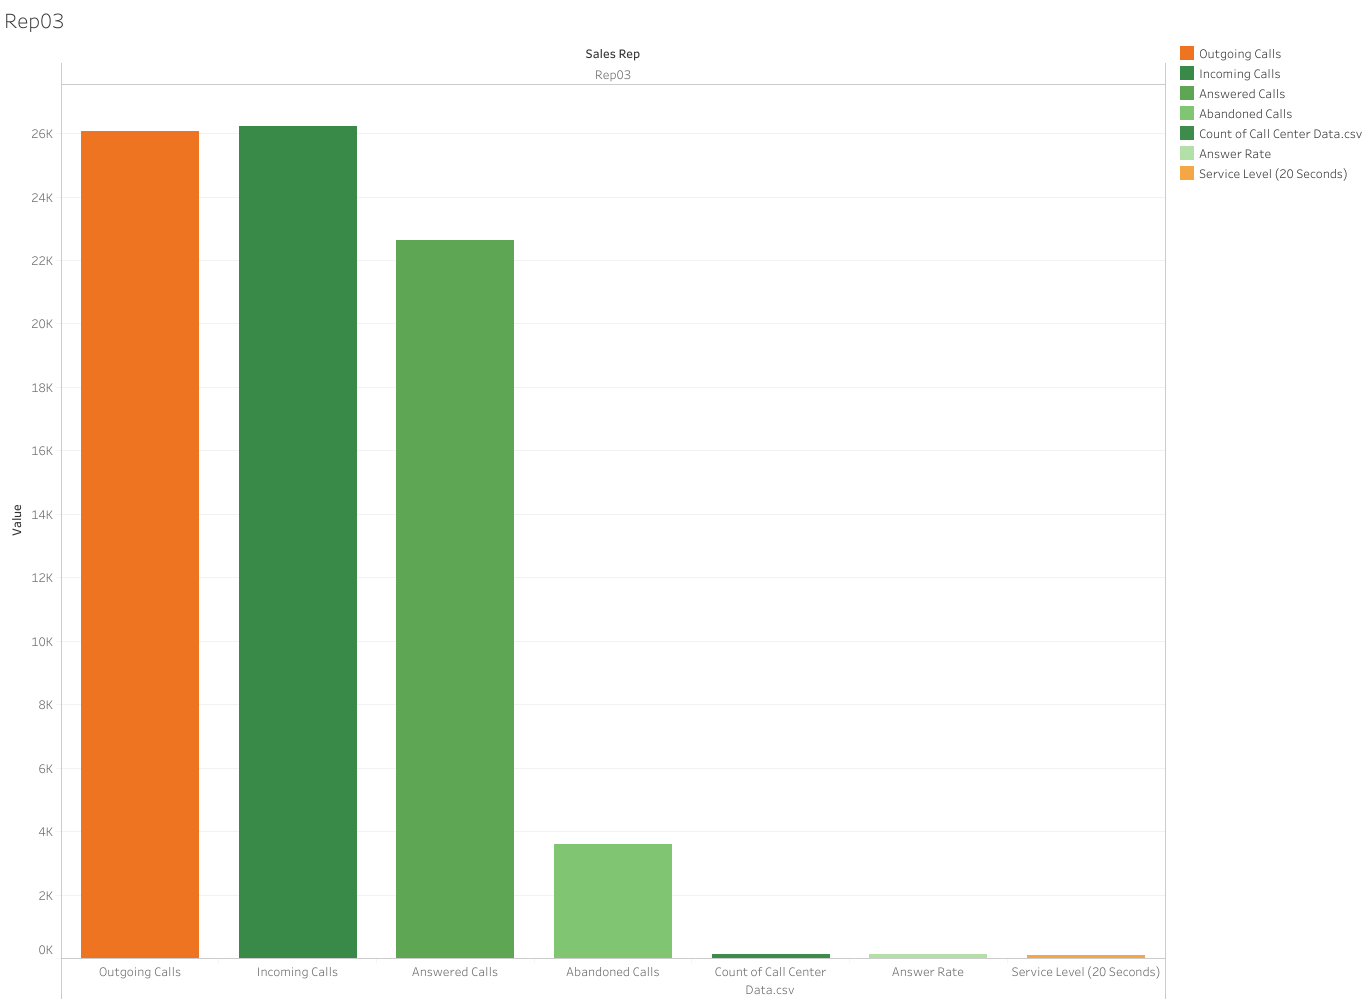 Rep03
Sales Rep
Rep03
Outgoing Calls
Incoming Calls
Answered Calls
Abandoned Calls
Count of Call Center Data.csv
Answer Rate
Service Level (20 Seconds)
Value
26K
24K
22K
20K
18K
16K
14K
12K
10K
8K
6K
4K
2K
0K
Outgoing Calls
Incoming Calls
Answered Calls
Abandoned Calls
Count of Call Center
Data.csv
Answer Rate
Service Level (20 Seconds)